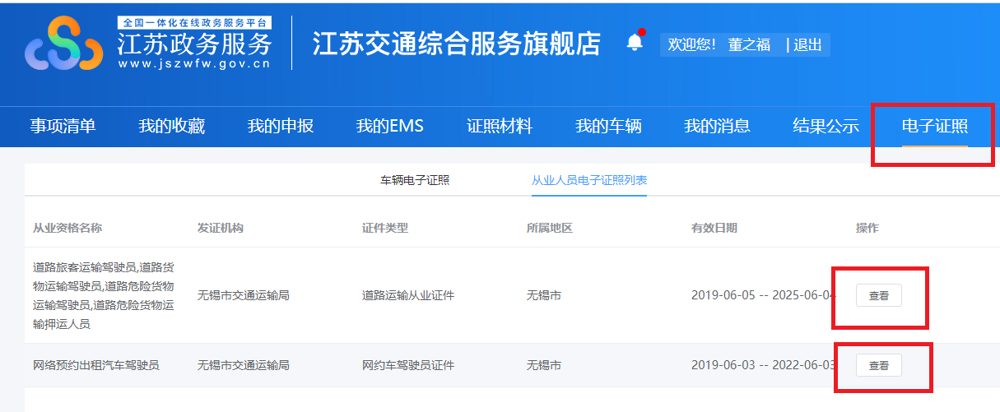 全国一体化在线政务服务平台
江苏政务服务
www.jszwfw.gov.cn
江苏交通综合服务旗舰店
欢迎您! 董之福 | 退出
事项清单 我的收藏 我的申报 我的EMS 证照材料 我的车辆 我的消息 结果公示 电子证照
车辆电子证照 从业人员电子证照列表
从业资格名称 发证机构 证件类型 所属地区 有效日期 操作
道路旅客运输驾驶员,道路货
物运输驾驶员,道路危险货物
运输驾驶员,道路危险货物运
输押运人员
无锡市交通运输局 道路运输从业证件 无锡市 2019-06-05 -- 2025-06-04 查看
网络预约出租汽车驾驶员 无锡市交通运输局 网约车驾驶员证件 无锡市 2019-06-03 -- 2022-06-03 查看